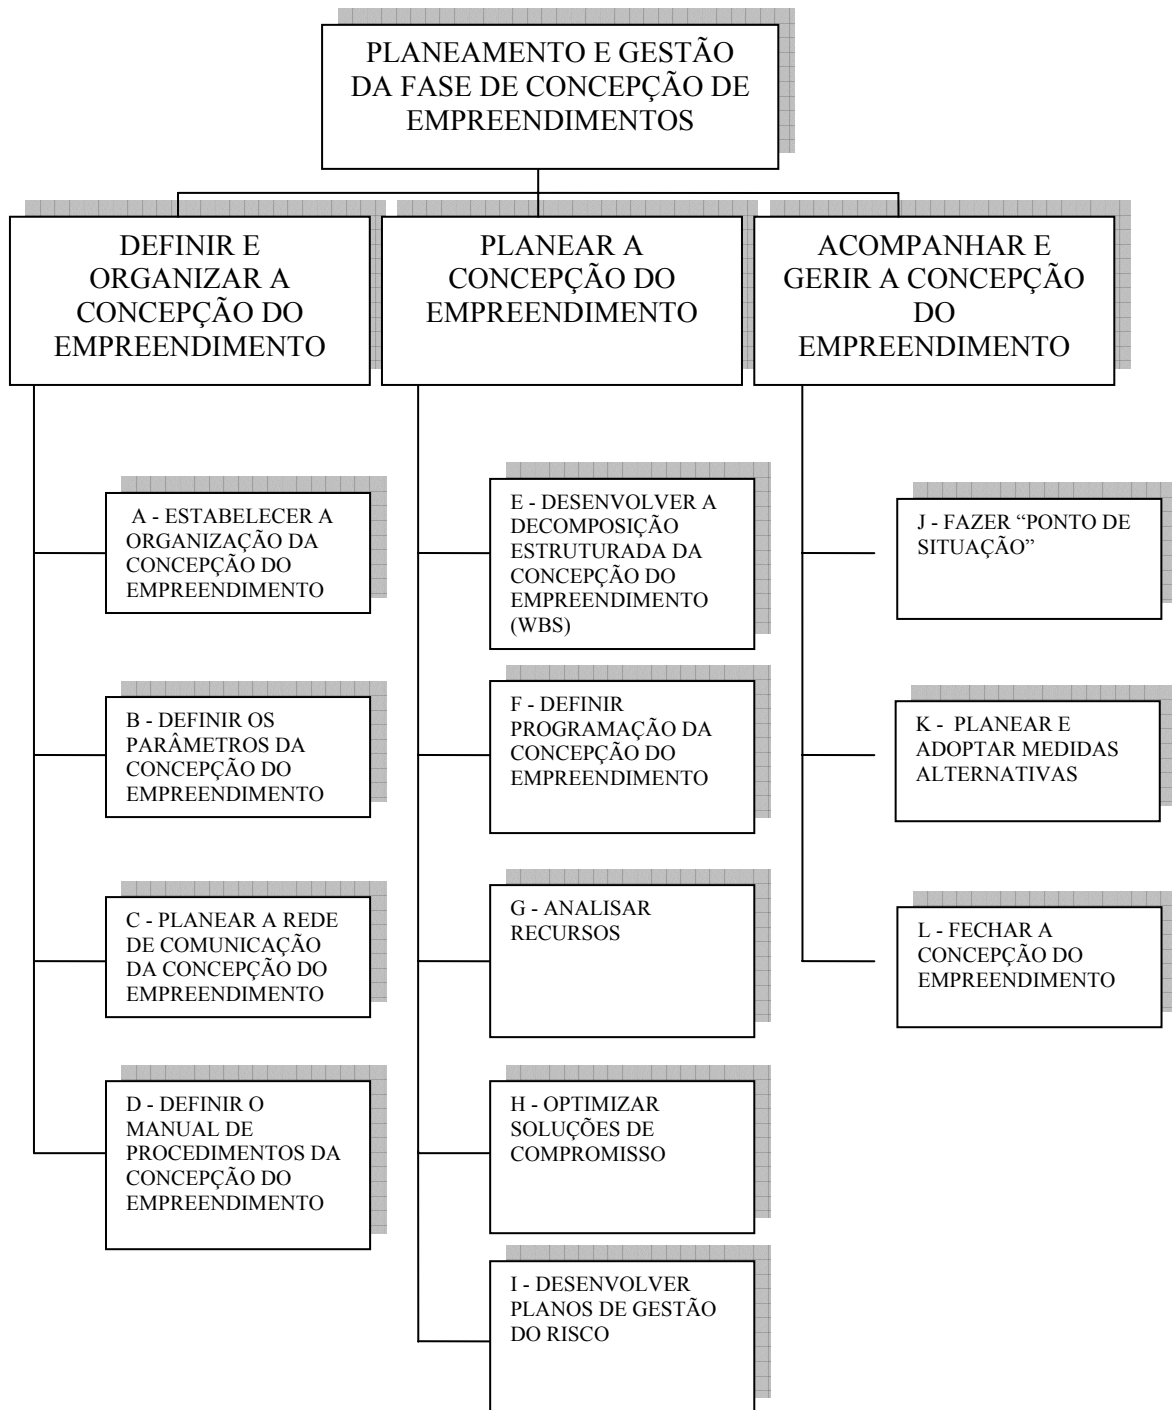 PLANEAMENTO E GESTÃO
DA FASE DE CONCEPÇÃO DE
EMPREENDIMENTOS
DEFINIR E
ORGANIZAR A
CONCEPÇÃO DO
EMPREENDIMENTO
PLANEAR A
CONCEPÇÃO DO
EMPREENDIMENTO
ACOMPANHAR E
GERIR A CONCEPÇÃO
DO
EMPREENDIMENTO
A - ESTABELECER A
ORGANIZAÇÃO DA
CONCEPÇÃO DO
EMPREENDIMENTO
B - DEFINIR OS
PARÂMETROS DA
CONCEPÇÃO DO
EMPREENDIMENTO
C - PLANEAR A REDE
DE COMUNICAÇÃO
DA CONCEPÇÃO DO
EMPREENDIMENTO
D - DEFINIR O
MANUAL DE
PROCEDIMENTOS DA
CONCEPÇÃO DO
EMPREENDIMENTO
E - DESENVOLVER A
DECOMPOSIÇÃO
ESTRUTURADA DA
CONCEPÇÃO DO
EMPREENDIMENTO
(WBS)
F - DEFINIR
PROGRAMAÇÃO DA
CONCEPÇÃO DO
EMPREENDIMENTO
G - ANALISAR
RECURSOS
H - OPTIMIZAR
SOLUÇÕES DE
COMPROMISSO
I - DESENVOLVER
PLANOS DE GESTÃO
DO RISCO
J - FAZER “PONTO DE
SITUAÇÃO”
K - PLANEAR E
ADOPTAR MEDIDAS
ALTERNATIVAS
L - FECHAR A
CONCEPÇÃO DO
EMPREENDIMENTO